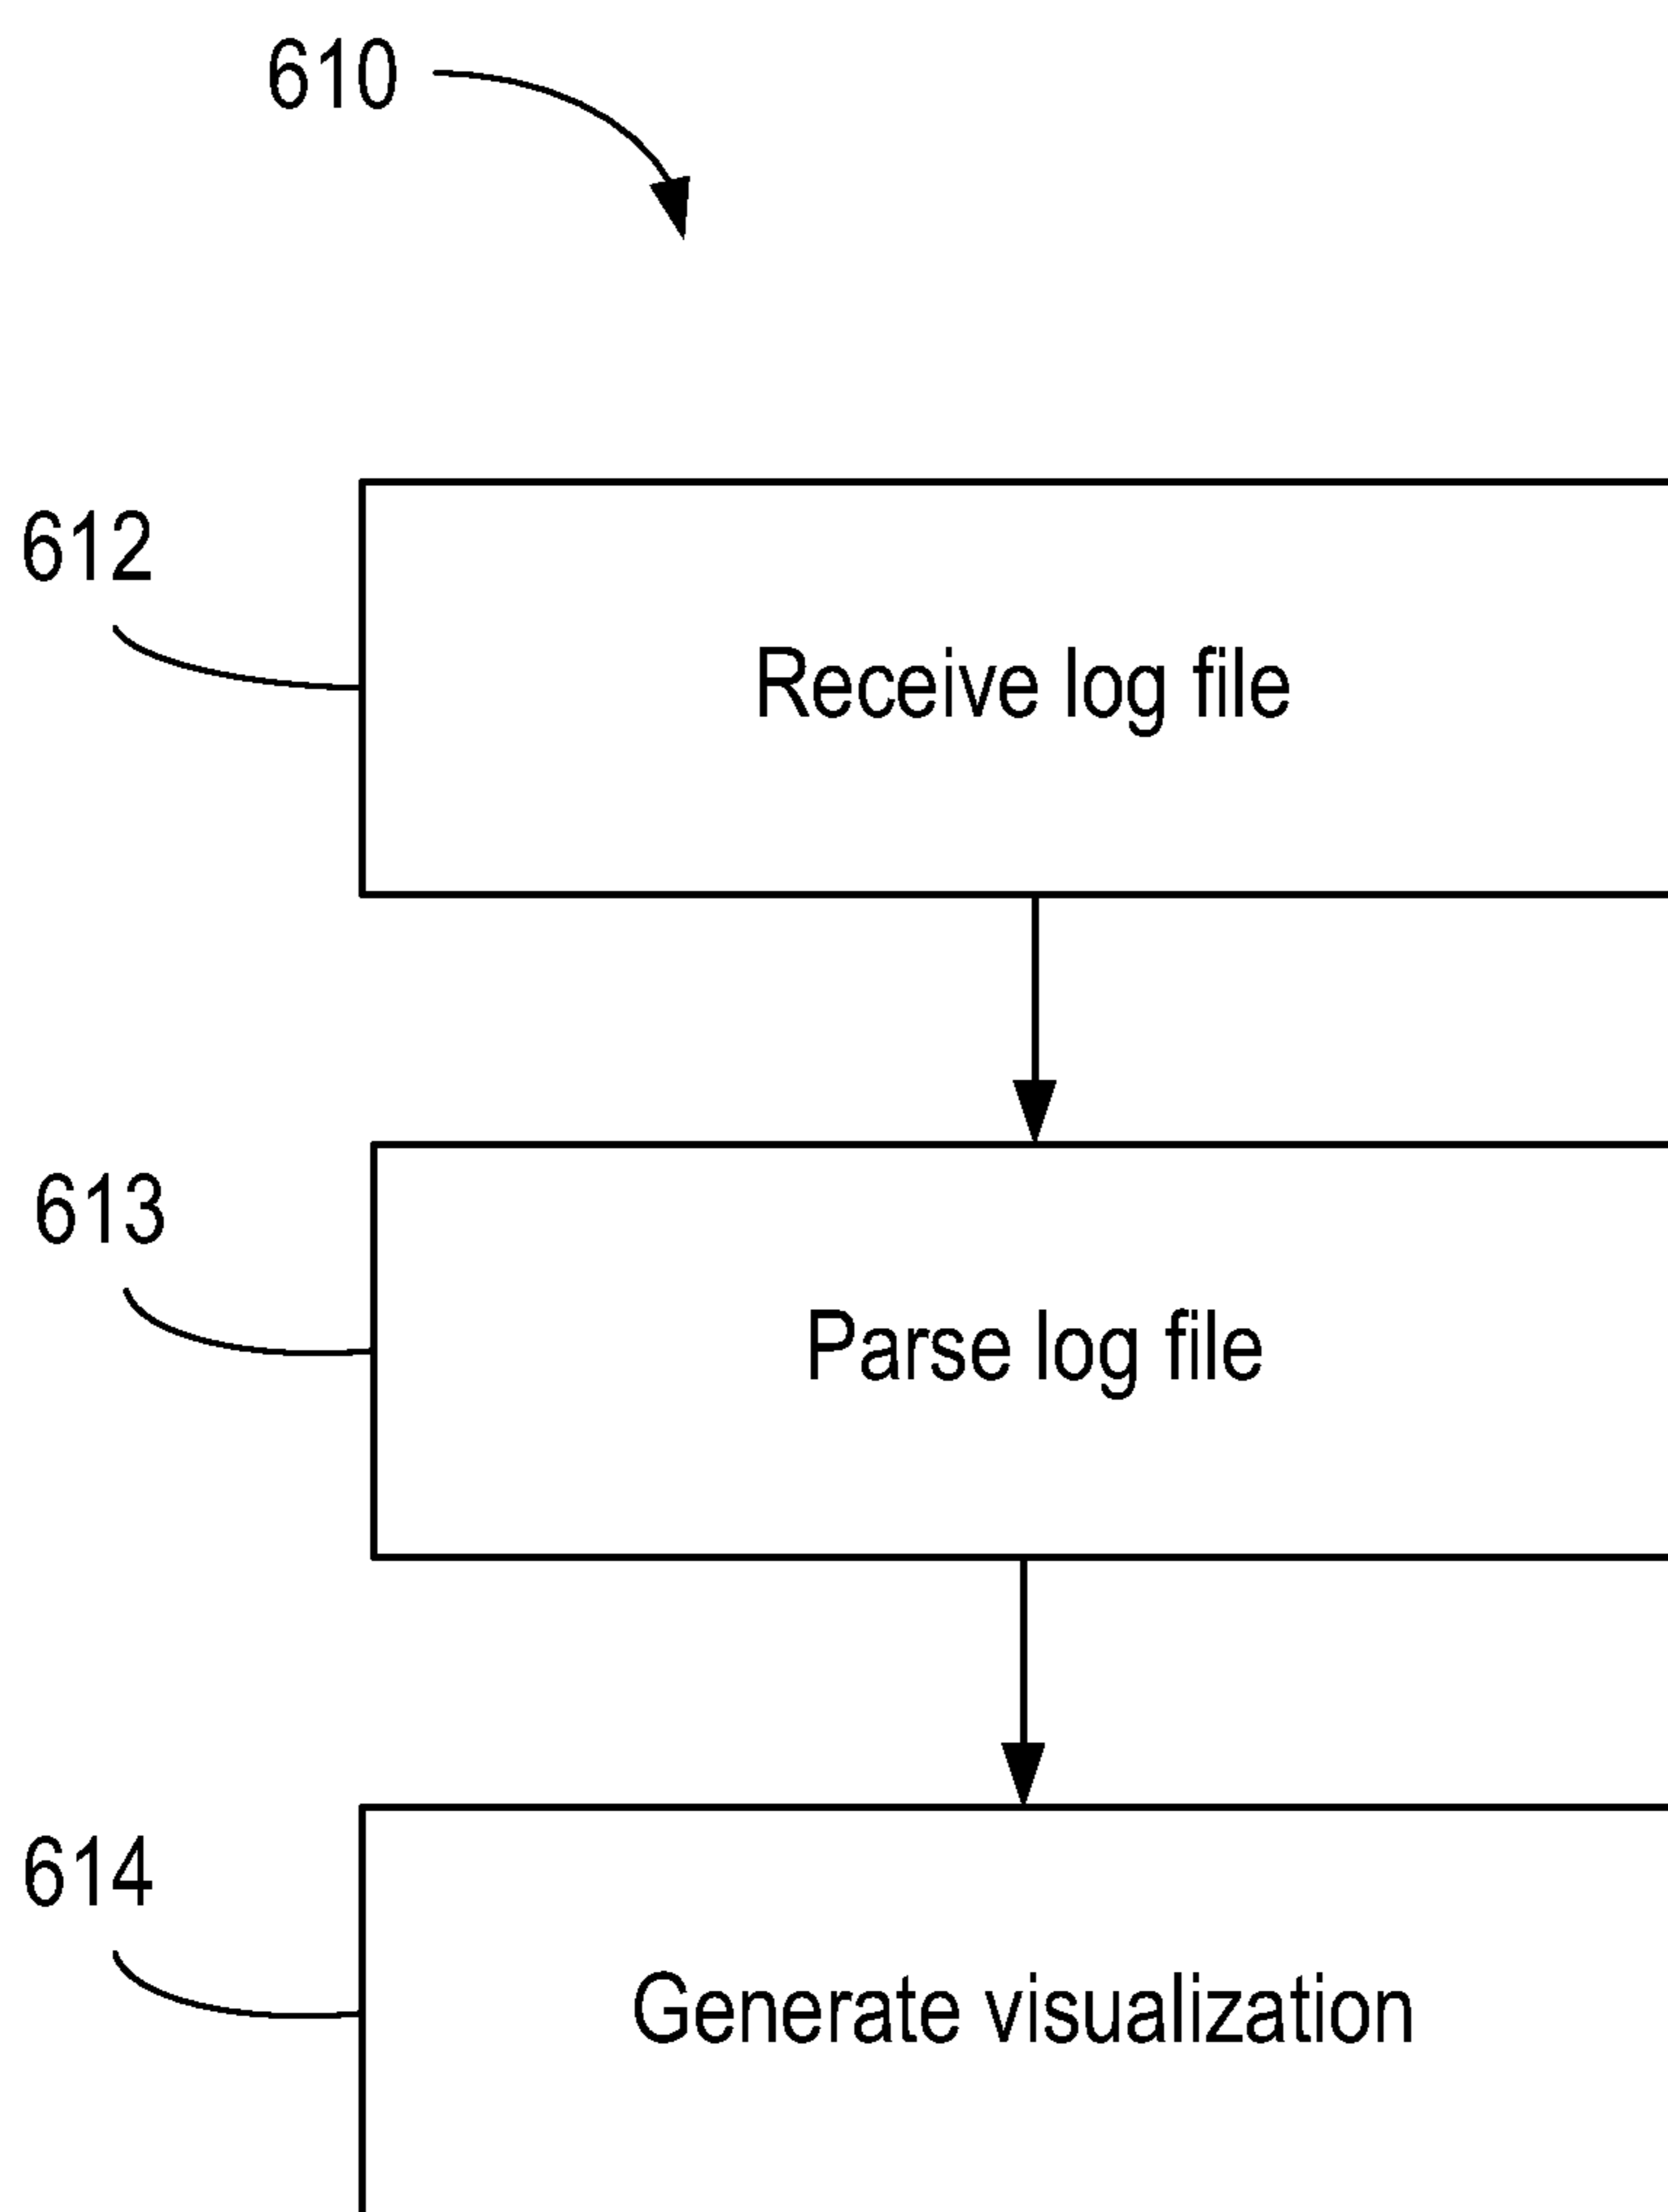 610
612
Receive log file
613
Parse log file
614
Generate visualization